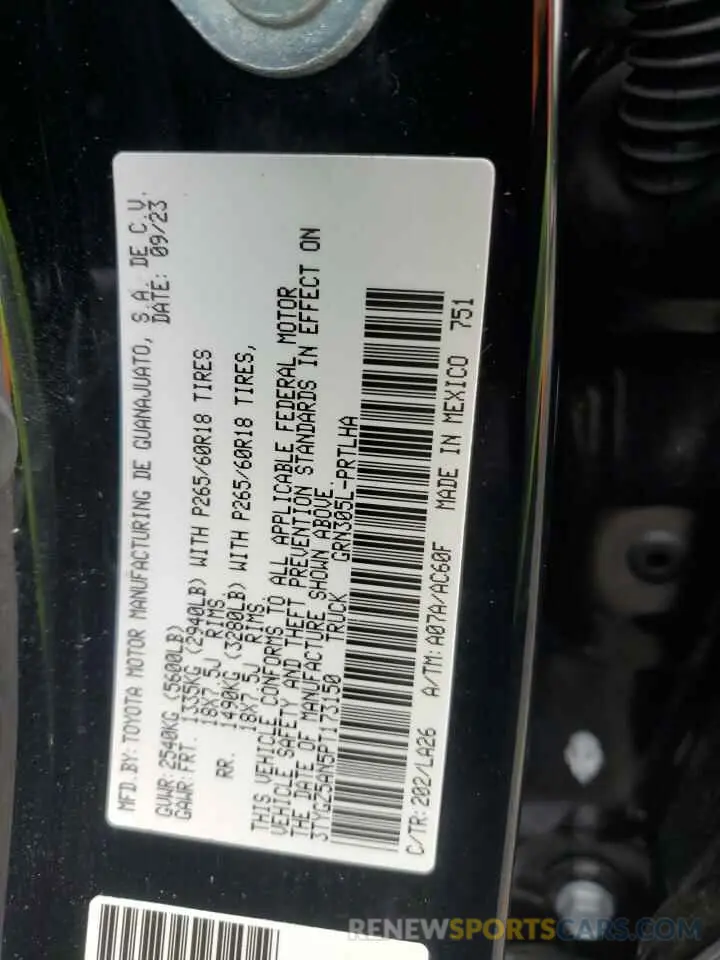 MFD.BY: TOYOTA MOTOR MANUFACTURING DE GUANAJUATO, S.A. DE C.V.
GVWR: 2540KG (5600LB) DATE: 09/23
GAWR: FRT. 1335KG (2940LB) WITH P265/60R18 TIRES
18X7.5J RIMS,
RR. 1490KG (3280LB) WITH P265/60R18 TIRES,
18X7.5J RIMS
THIS VEHICLE CONFORMS TO ALL APPLICABLE FEDERAL MOTOR
VEHICLE SAFETY AND THEFT PREVENTION STANDARDS IN EFFECT ON
THE DATE OF MANUFACTURE SHOWN ABOVE.
3TYGZ5AN5PT173150 TRUCK GRN305L-PRTLHA
C/TR: 202/LA26 A/TM: A07A/AC60F MADE IN MEXICO 751
RENEWSPORTSCARS.COM